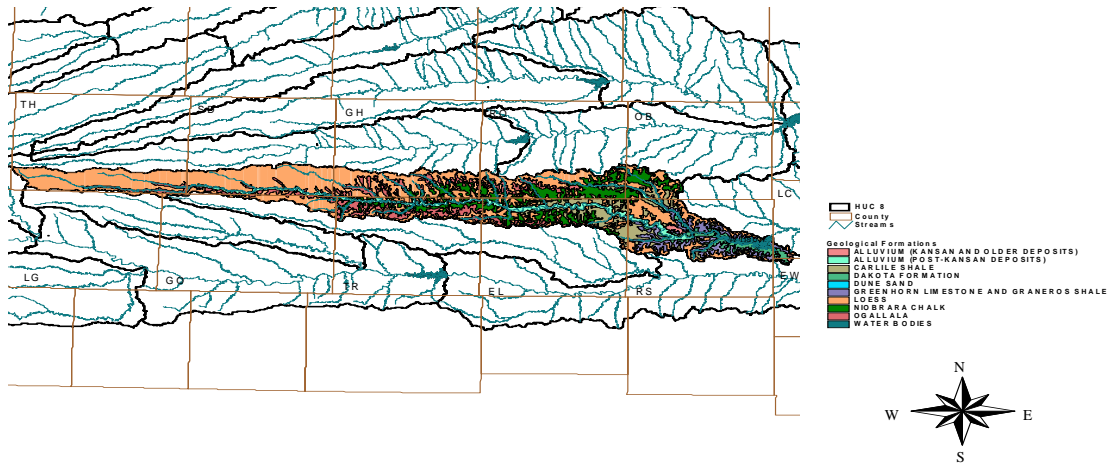 TH
SD
GH
RO
OB
LC
LG
GO
TR
EL
RS
EW
HUC 8
County
Streams
Geological Formations
ALLUVIUM (KANSAN AND OLDER DEPOSITS)
ALLUVIUM (POST-KANSAN DEPOSITS)
CARLILE SHALE
DAKOTA FORMATION
DUNE SAND
GREENHORN LIMESTONE AND GRANEROS SHALE
LOESS
NIOBRARA CHALK
OGALLALA
WATER BODIES
N
W
E
S